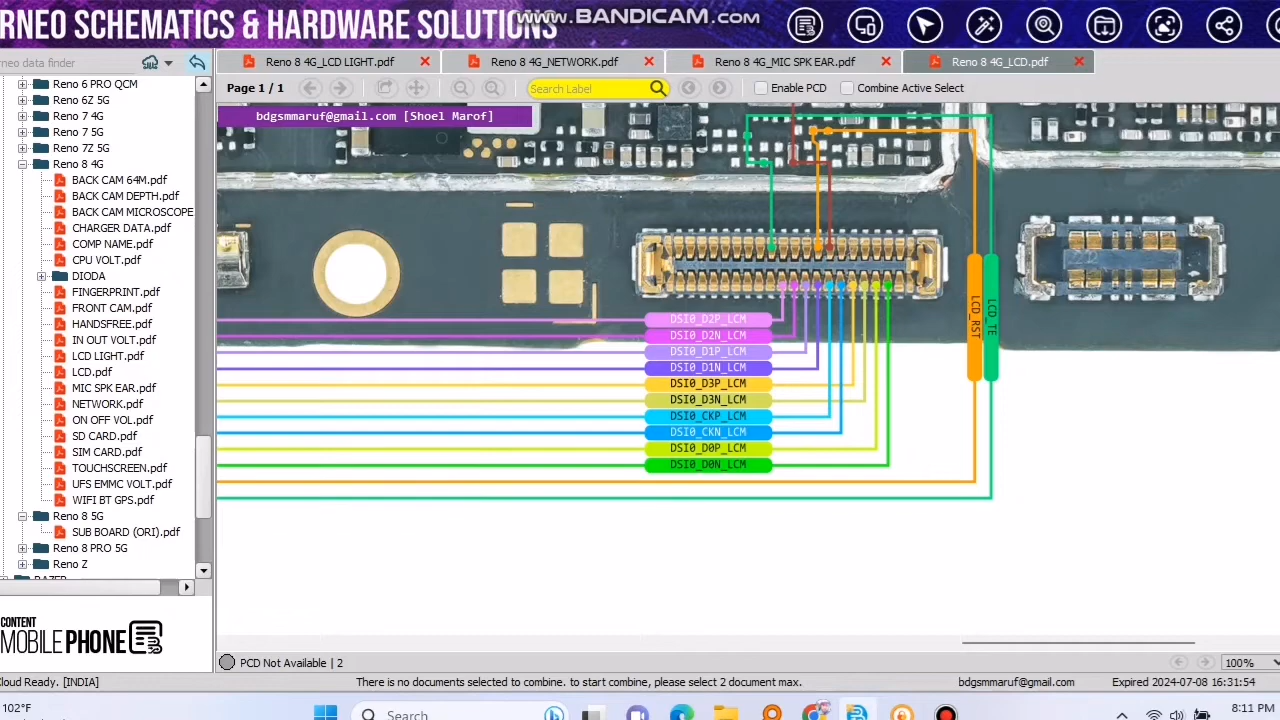 RNEO SCHEMATICS & HARDWARE SOLUTIONS
www.BANDICAM.com
rneo data finder
Reno 8 4G_LCD LIGHT.pdf
Reno 8 4G_NETWORK.pdf
Reno 8 4G_MIC SPK EAR.pdf
Reno 8 4G_LCD.pdf
Page 1 / 1
Search Label
Enable PCD
Combine Active Select
bdgsmmaruf@gmail.com [Shoel Marof]
Reno 6 PRO QCM
Reno 6Z 5G
Reno 7 4G
Reno 7 5G
Reno 7Z 5G
Reno 8 4G
BACK CAM 64M.pdf
BACK CAM DEPTH.pdf
BACK CAM MICROSCOPE
CHARGER DATA.pdf
COMP NAME.pdf
CPU VOLT.pdf
DIODA
FINGERPRINT.pdf
FRONT CAM.pdf
HANDSFREE.pdf
IN OUT VOLT.pdf
LCD LIGHT.pdf
LCD.pdf
MIC SPK EAR.pdf
NETWORK.pdf
ON OFF VOL.pdf
SD CARD.pdf
SIM CARD.pdf
TOUCHSCREEN.pdf
UFS EMMC VOLT.pdf
WIFI BT GPS.pdf
Reno 8 5G
SUB BOARD (ORI).pdf
Reno 8 PRO 5G
Reno Z
DSI0_D2P_LCM
DSI0_D2N_LCM
DSI0_D1P_LCM
DSI0_D1N_LCM
DSI0_D3P_LCM
DSI0_D3N_LCM
DSI0_CKP_LCM
DSI0_CKN_LCM
DSI0_D0P_LCM
DSI0_D0N_LCM
LCD_RST
LCD_TE
CONTENT
MOBILE PHONE
PCD Not Available | 2
100%
Cloud Ready. [INDIA]
There is no documents selected to combine. to start combine, please select 2 document max.
bdgsmmaruf@gmail.com
Expired 2024-07-08 16:31:54
102°F
Search
8:11 PM